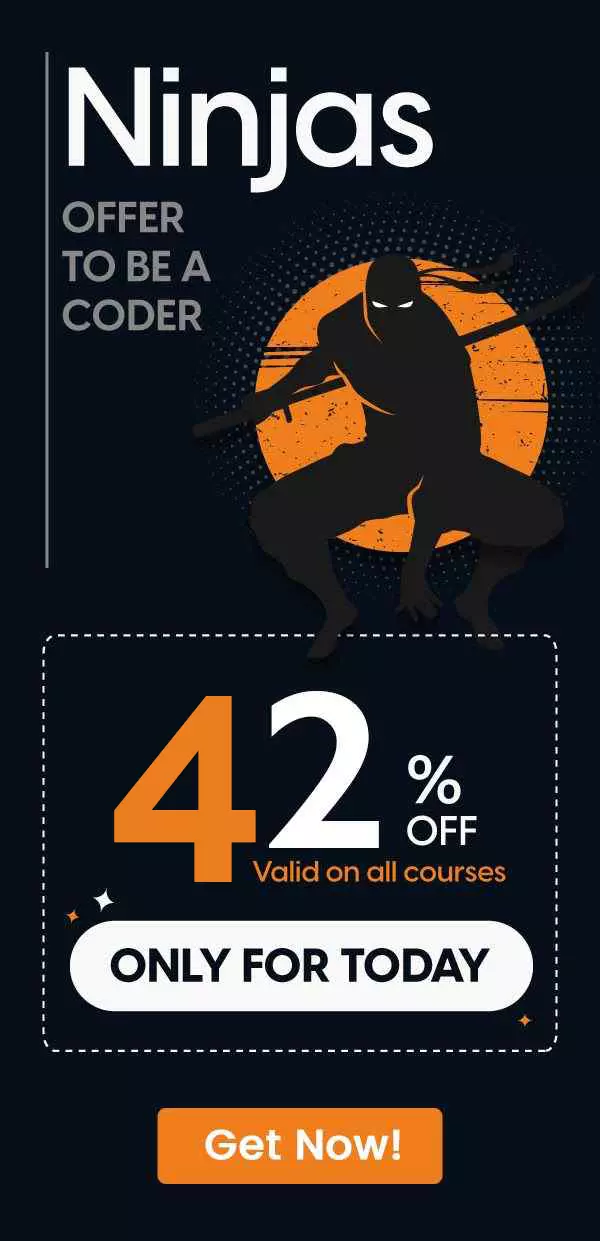 Ninjas
OFFER
TO BE A
CODER
42
%
OFF
Valid on all courses
ONLY FOR TODAY
Get Now!